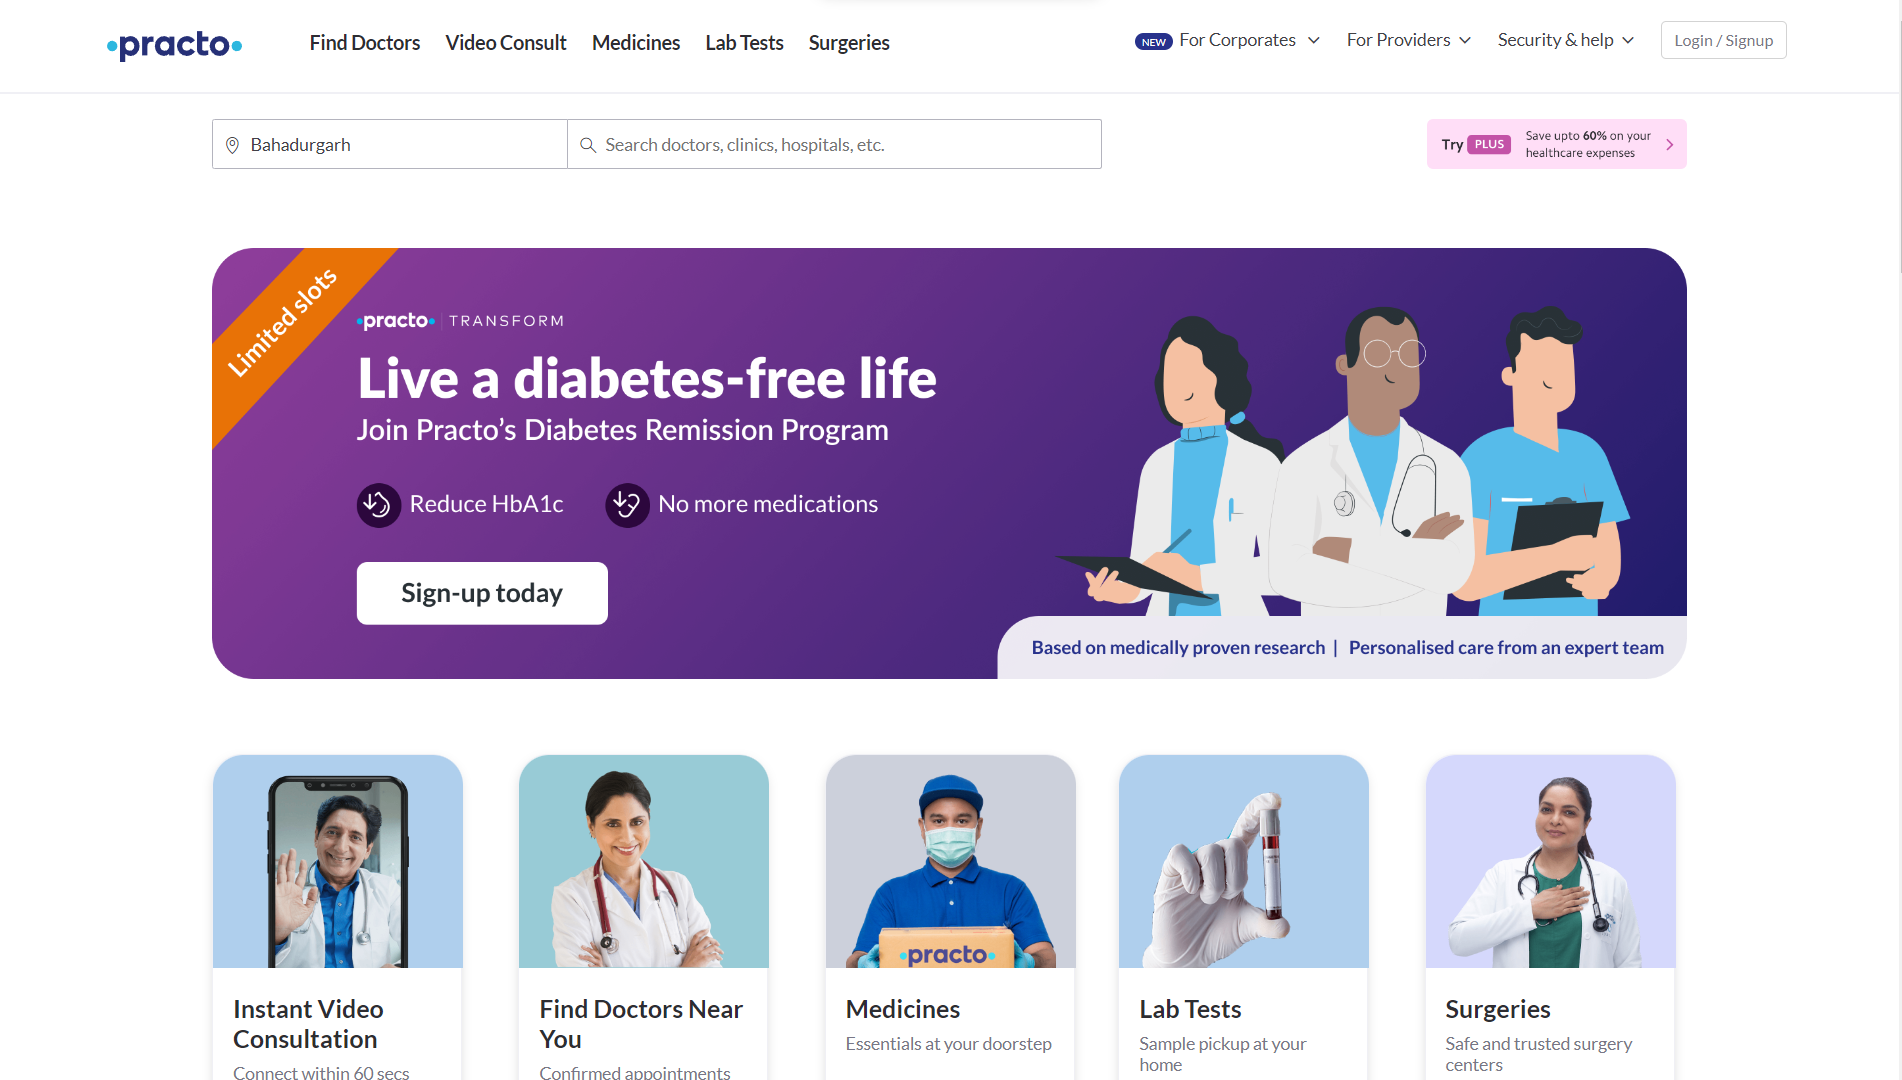 practo
Find Doctors
Video Consult
Medicines
Lab Tests
Surgeries
NEW For Corporates
For Providers
Security & help
Login / Signup
Bahadurgarh
Search doctors, clinics, hospitals, etc.
Try PLUS
Save upto 60% on your
healthcare expenses
Limited slots
practo TRANSFORM
Live a diabetes-free life
Join Practo's Diabetes Remission Program
Reduce HbA1c
No more medications
Sign-up today
Based on medically proven research | Personalised care from an expert team
practo
Instant Video
Consultation
Connect within 60 secs
Find Doctors Near
You
Confirmed appointments
Medicines
Essentials at your doorstep
Lab Tests
Sample pickup at your
home
Surgeries
Safe and trusted surgery
centers